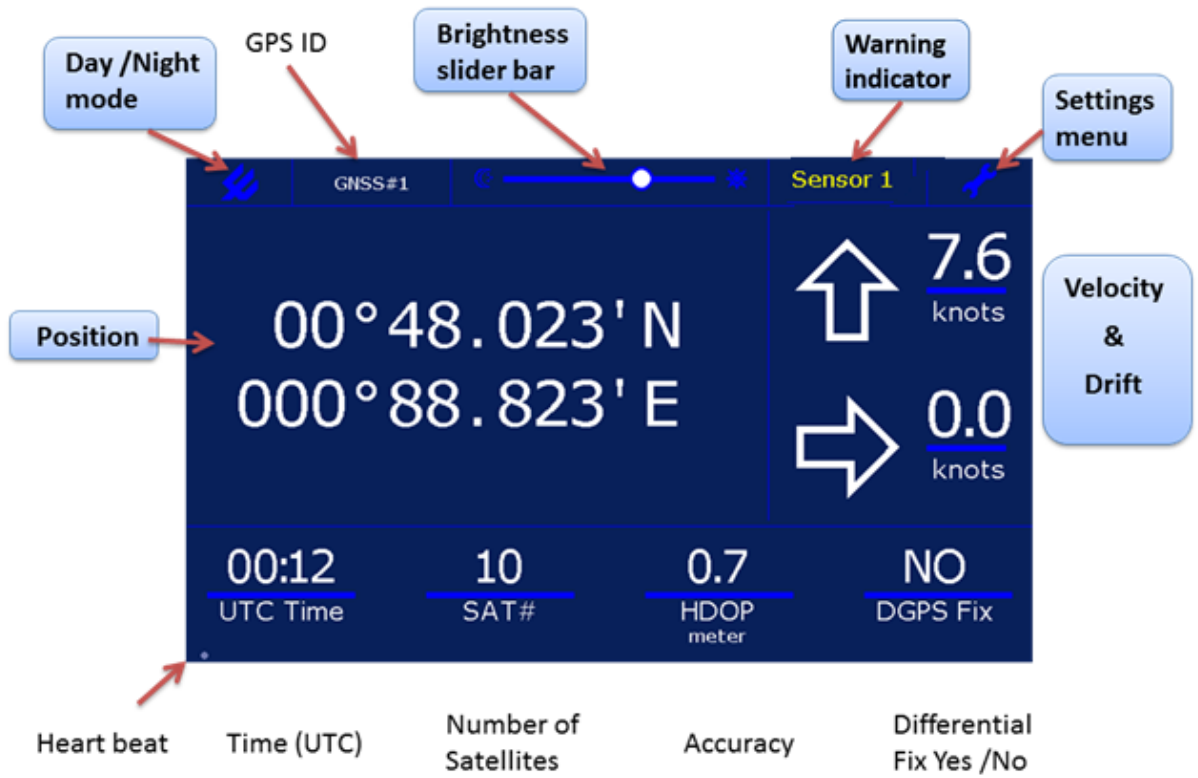 GPS ID
Brightness
slider bar
Day /Night
mode
Warning
indicator
Settings
menu
GNSS#1
Sensor 1
7.6
knots
Velocity
&
Drift
Position
00°48.023'N
000°88.823'E
0.0
knots
00:12
UTC Time
10
SAT#
0.7
HDOP
meter
NO
DGPS Fix
Heart beat
Time (UTC)
Number of
Satellites
Accuracy
Differential
Fix Yes /No